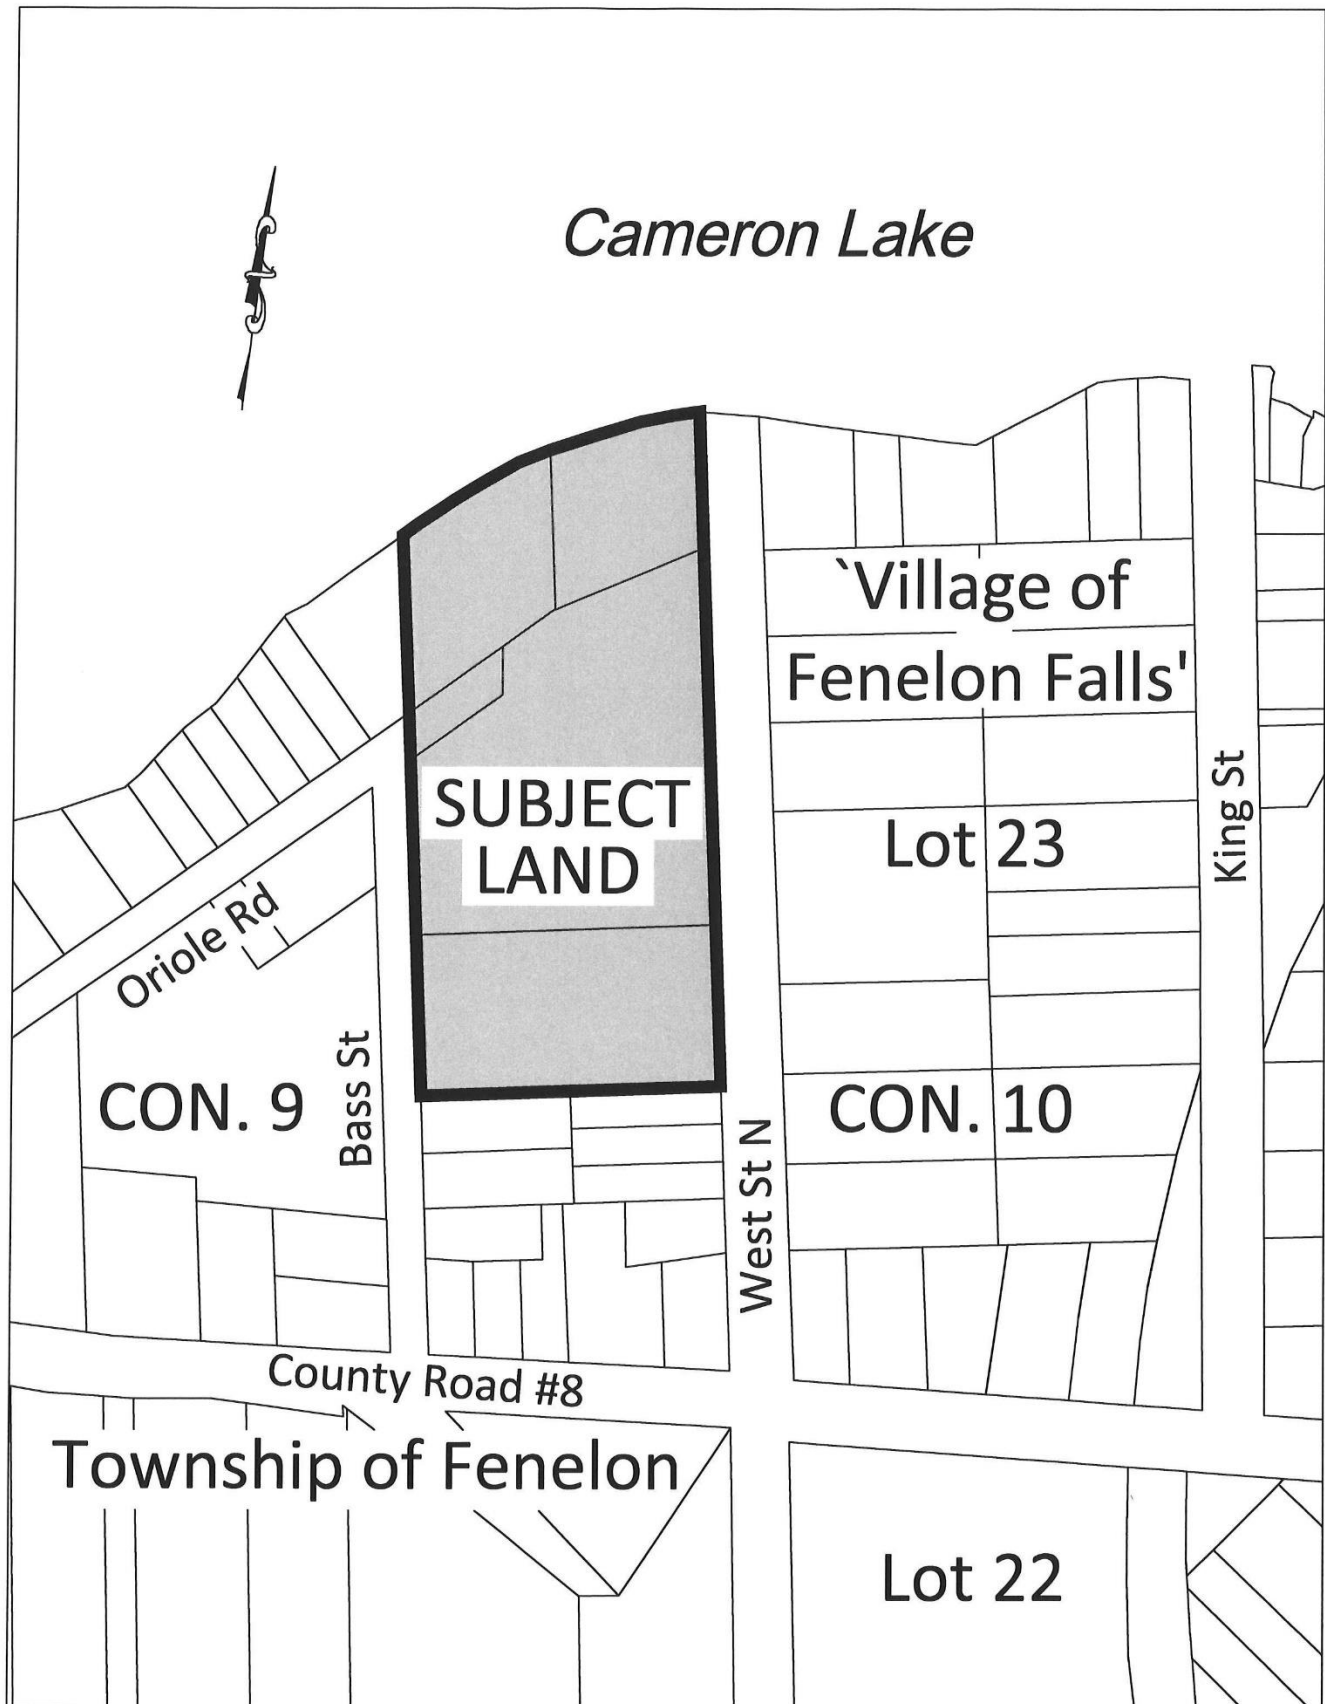 Cameron Lake
`Village of
Fenelon Falls'
SUBJECT
LAND
Lot 23
King St
Oriole Rd
Bass St
CON. 9
CON. 10
West St N
County Road #8
Township of Fenelon
Lot 22